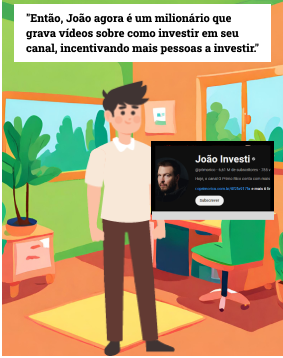 "Então, João agora é um milionário que
grava vídeos sobre como investir em seu
canal, incentivando mais pessoas a investir."
João Investi
Subscrever